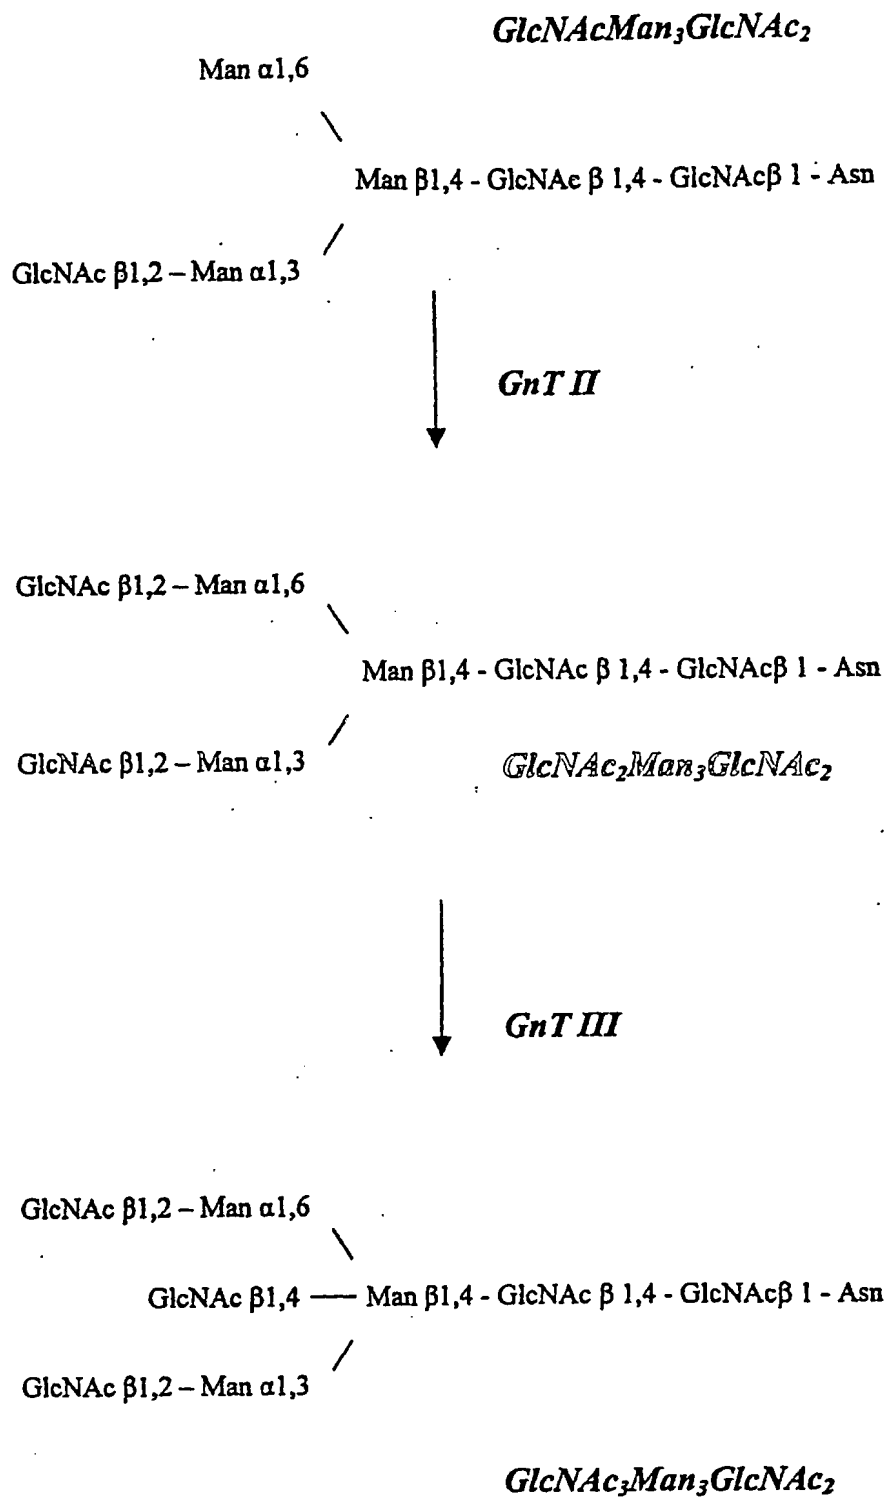 GlcNAcMan₃GlcNAc₂
Man α1,6
Man β1,4 - GlcNAc β 1,4 - GlcNAcβ 1 - Asn
GlcNAc β1,2 – Man α1,3
GnT II
GlcNAc β1,2 – Man α1,6
Man β1,4 - GlcNAc β 1,4 - GlcNAcβ 1 - Asn
GlcNAc β1,2 – Man α1,3
GlcNAc₂Man₃GlcNAc₂
GnT III
GlcNAc β1,2 – Man α1,6
GlcNAc β1,4 — Man β1,4 - GlcNAc β 1,4 - GlcNAcβ 1 - Asn
GlcNAc β1,2 – Man α1,3
GlcNAc₃Man₃GlcNAc₂